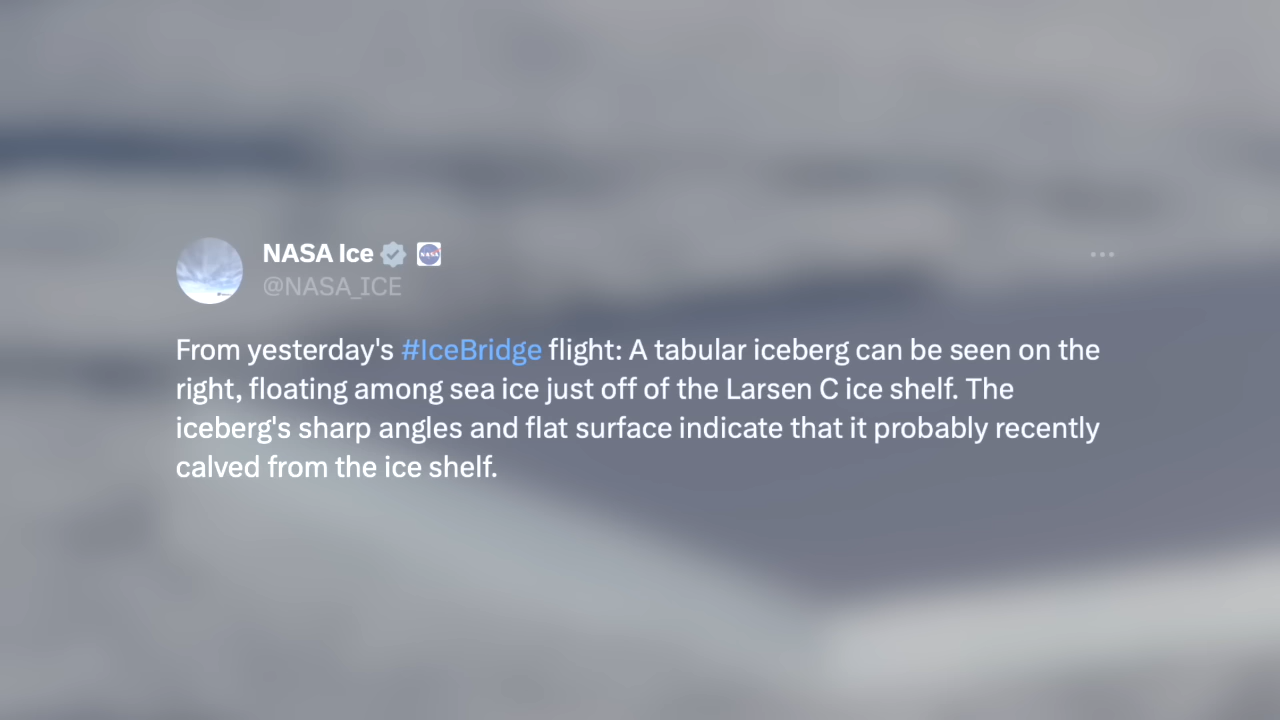 NASA Ice
@NASA_ICE
From yesterday's #IceBridge flight: A tabular iceberg can be seen on the
right, floating among sea ice just off of the Larsen C ice shelf. The
iceberg's sharp angles and flat surface indicate that it probably recently
calved from the ice shelf.